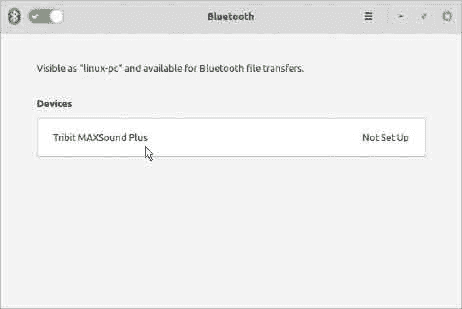 Bluetooth
Visible as "linux-pc" and available for Bluetooth file transfers.
Devices
Tribit MAXSound Plus Not Set Up